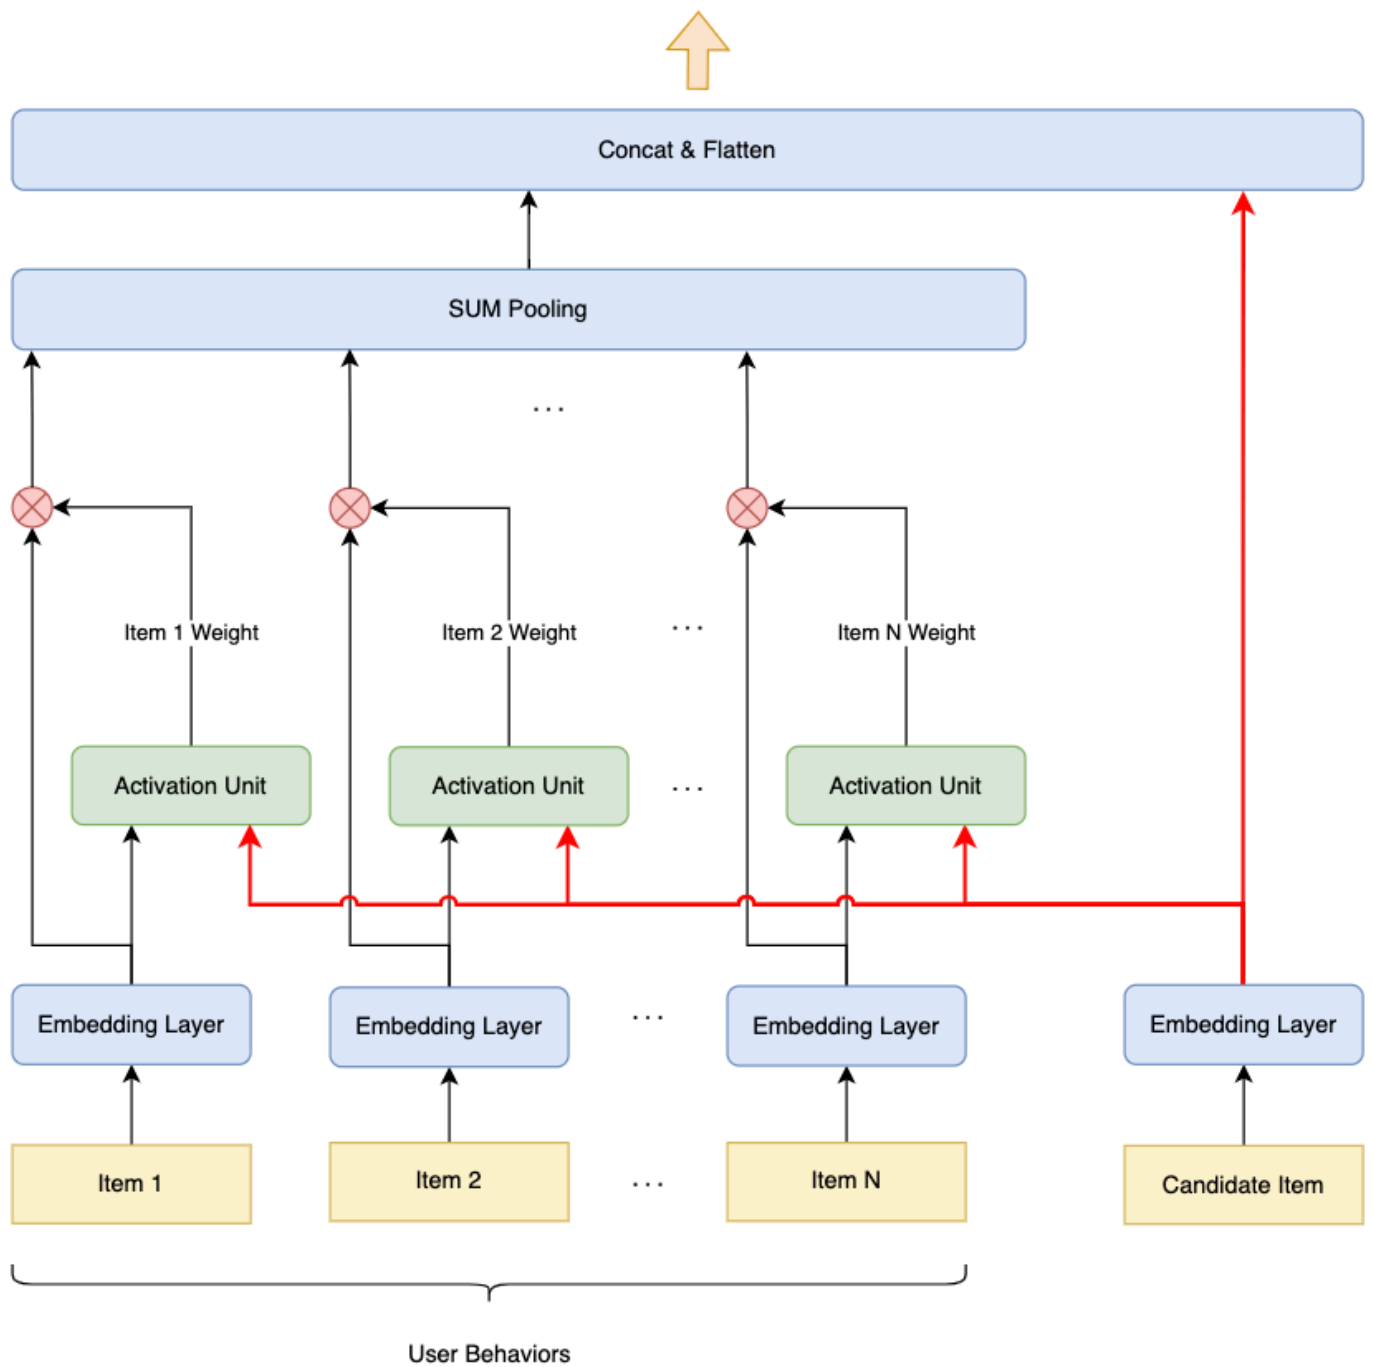 Concat & Flatten
SUM Pooling
...
Item 1 Weight
Item 2 Weight
...
Item N Weight
Activation Unit
Activation Unit
...
Activation Unit
Embedding Layer
Embedding Layer
...
Embedding Layer
Embedding Layer
Item 1
Item 2
...
Item N
Candidate Item
User Behaviors